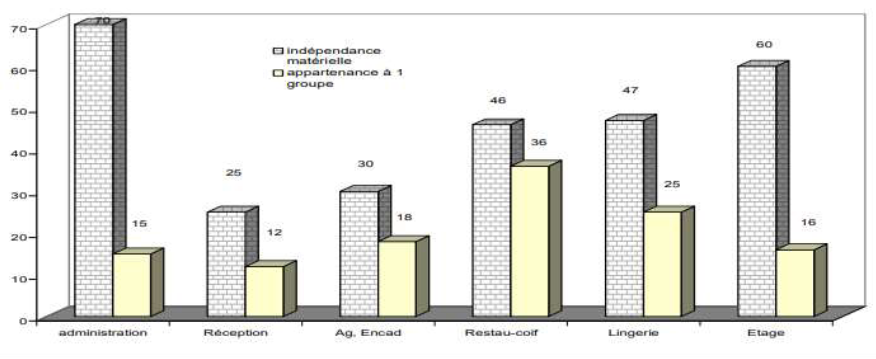 70
60
50
40
30
20
10
0
indépendance
matérielle
appartenance à 1
groupe
70
15
25
12
30
18
46
36
47
25
60
16
administration
Réception
Ag, Encad
Restau-coif
Lingerie
Etage